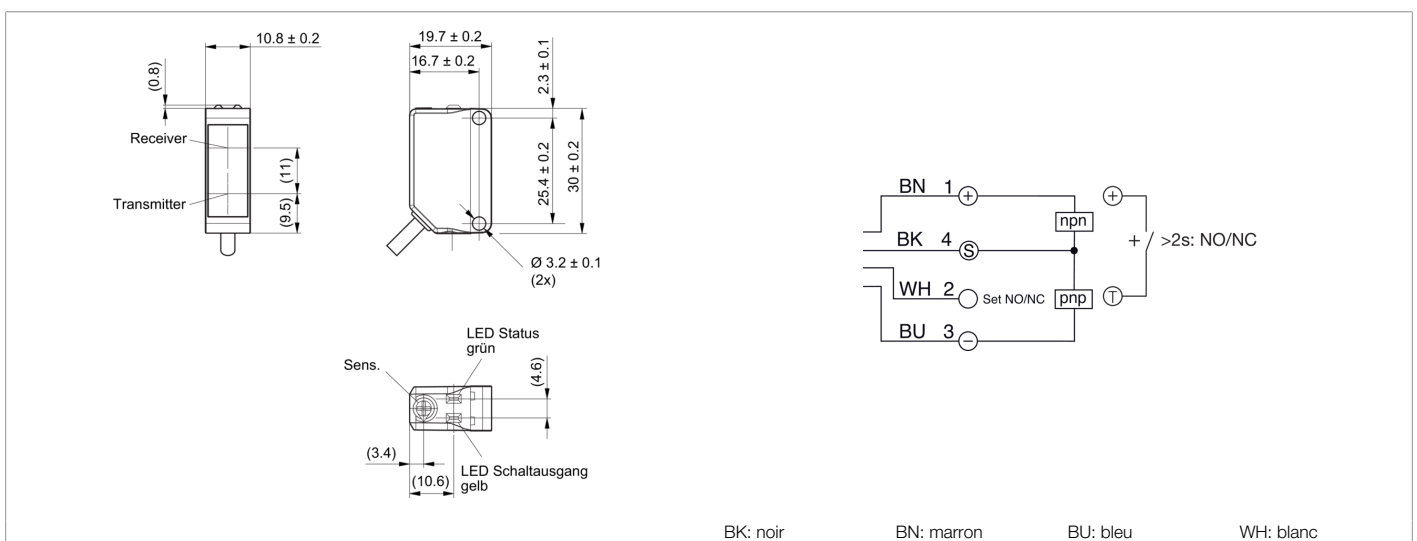 10.8 ± 0.2
(0.8)
Receiver
Transmitter
(11)
(9.5)
19.7 ± 0.2
16.7 ± 0.2
2.3 ± 0.1
25.4 ± 0.2
30 ± 0.2
Ø 3.2 ± 0.1
(2x)
LED Status
grün
Sens.
(4.6)
(3.4)
(10.6)
LED Schaltausgang
gelb
BN 1 +
npn
BK 4 S
WH 2 Set NO/NC pnp
BU 3 −
+
+ >2s: NO/NC
T
BK: noir BN: marron BU: bleu WH: blanc